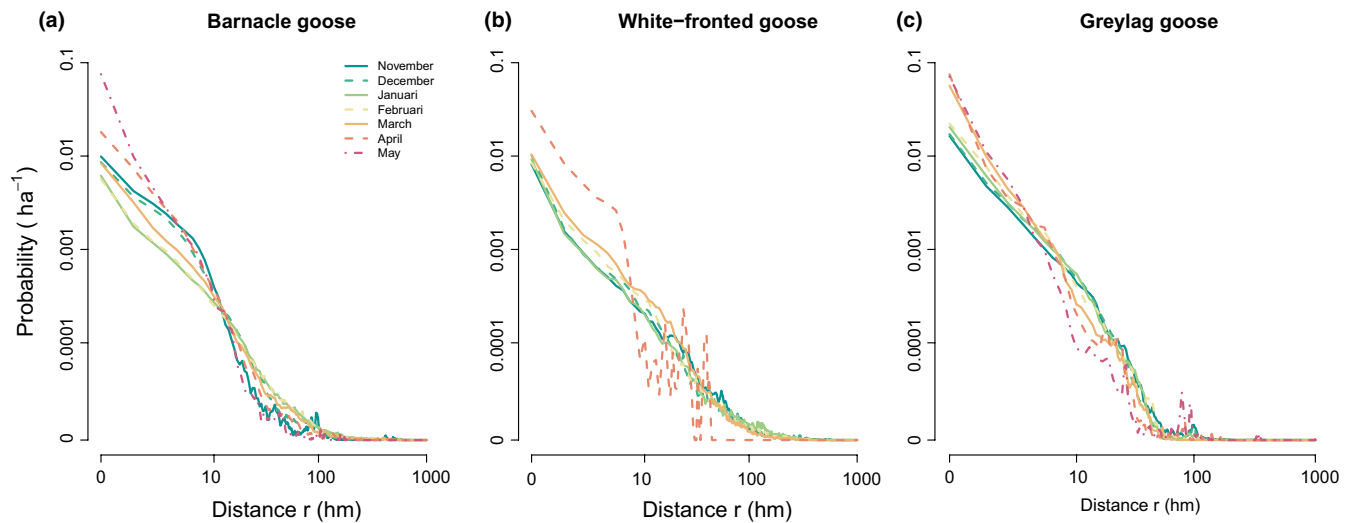 (a) Barnacle goose
(b) White−fronted goose
(c) Greylag goose
Probability ( ha⁻¹)
0.1
0.01
0.001
0.0001
0
November
December
Januari
Februari
March
April
May
0 10 100 1000
Distance r (hm)
0.1
0.01
0.001
0.0001
0
0 10 100 1000
Distance r (hm)
0.1
0.01
0.001
0.0001
0
0 10 100 1000
Distance r (hm)